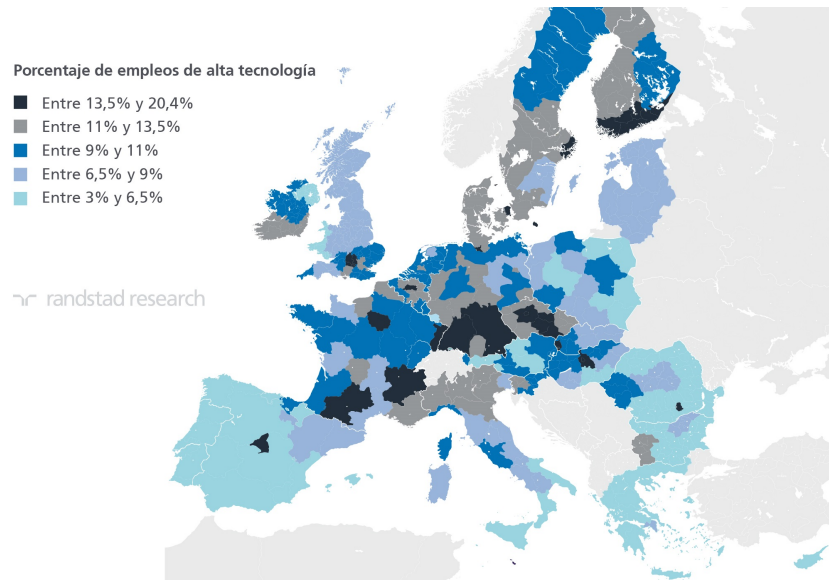 Porcentaje de empleos de alta tecnología
Entre 13,5% y 20,4%
Entre 11% y 13,5%
Entre 9% y 11%
Entre 6,5% y 9%
Entre 3% y 6,5%
randstad research